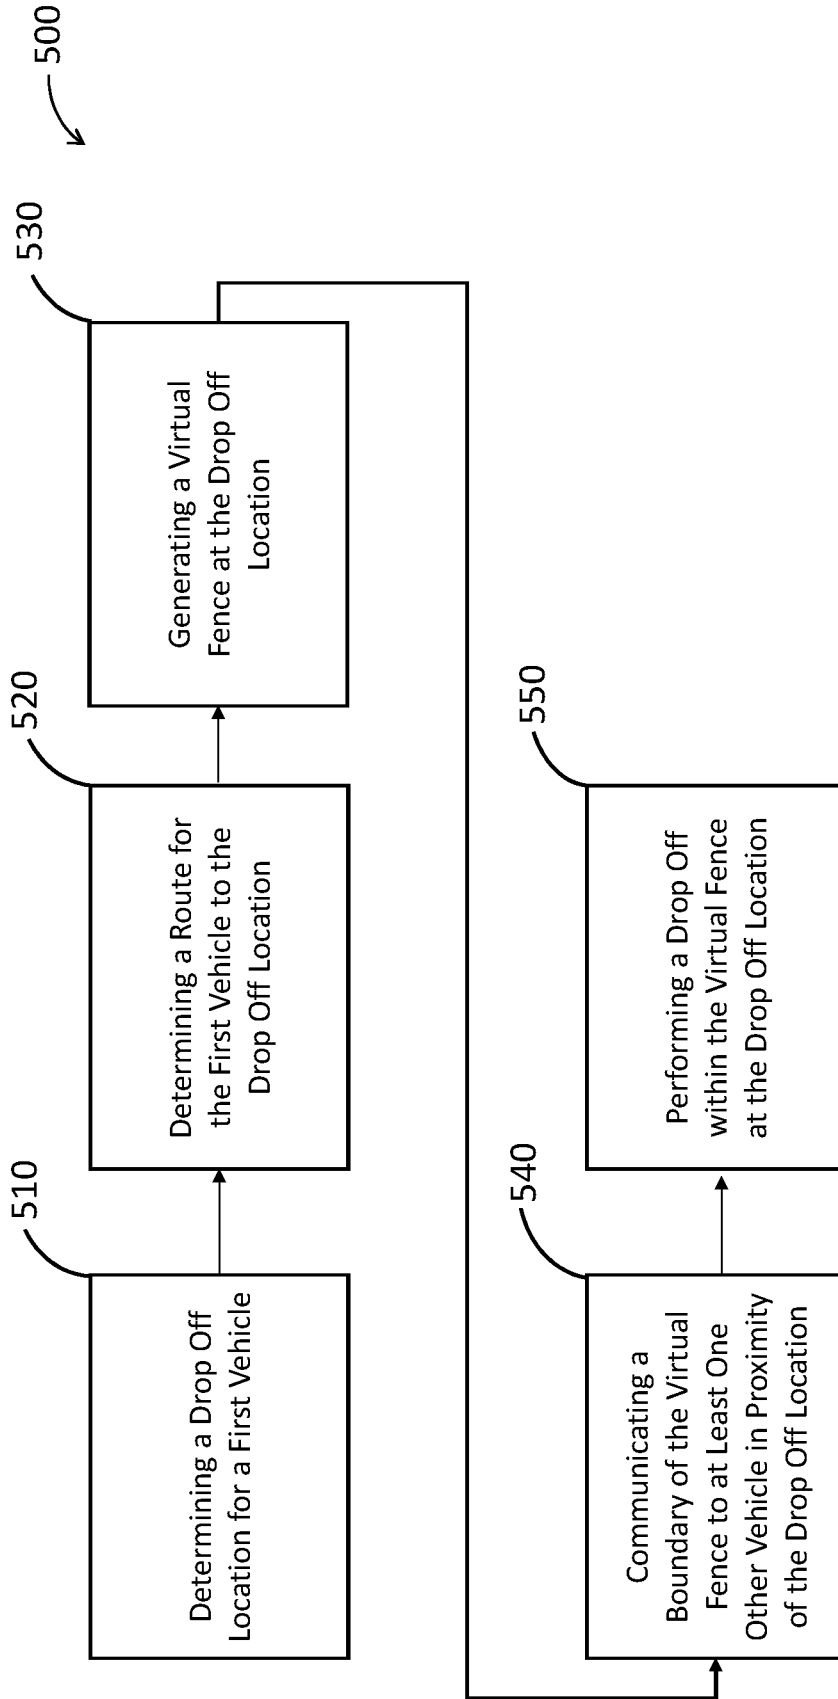 500
510
Determining a Drop Off
Location for a First Vehicle
520
Determining a Route for
the First Vehicle to the
Drop Off Location
530
Generating a Virtual
Fence at the Drop Off
Location
540
Communicating a
Boundary of the Virtual
Fence to at Least One
Other Vehicle in Proximity
of the Drop Off Location
550
Performing a Drop Off
within the Virtual Fence
at the Drop Off Location